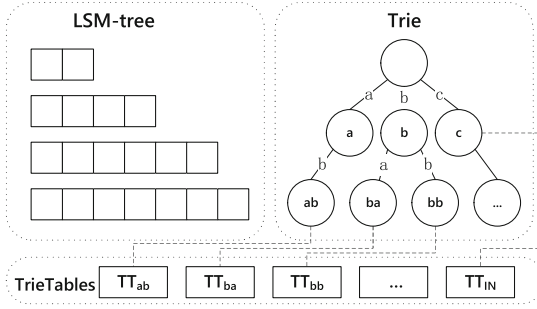 LSM-tree
Trie
a b c
a b c
b a b
ab ba bb ...
TrieTables TTab TTba TTbb ... TTIN